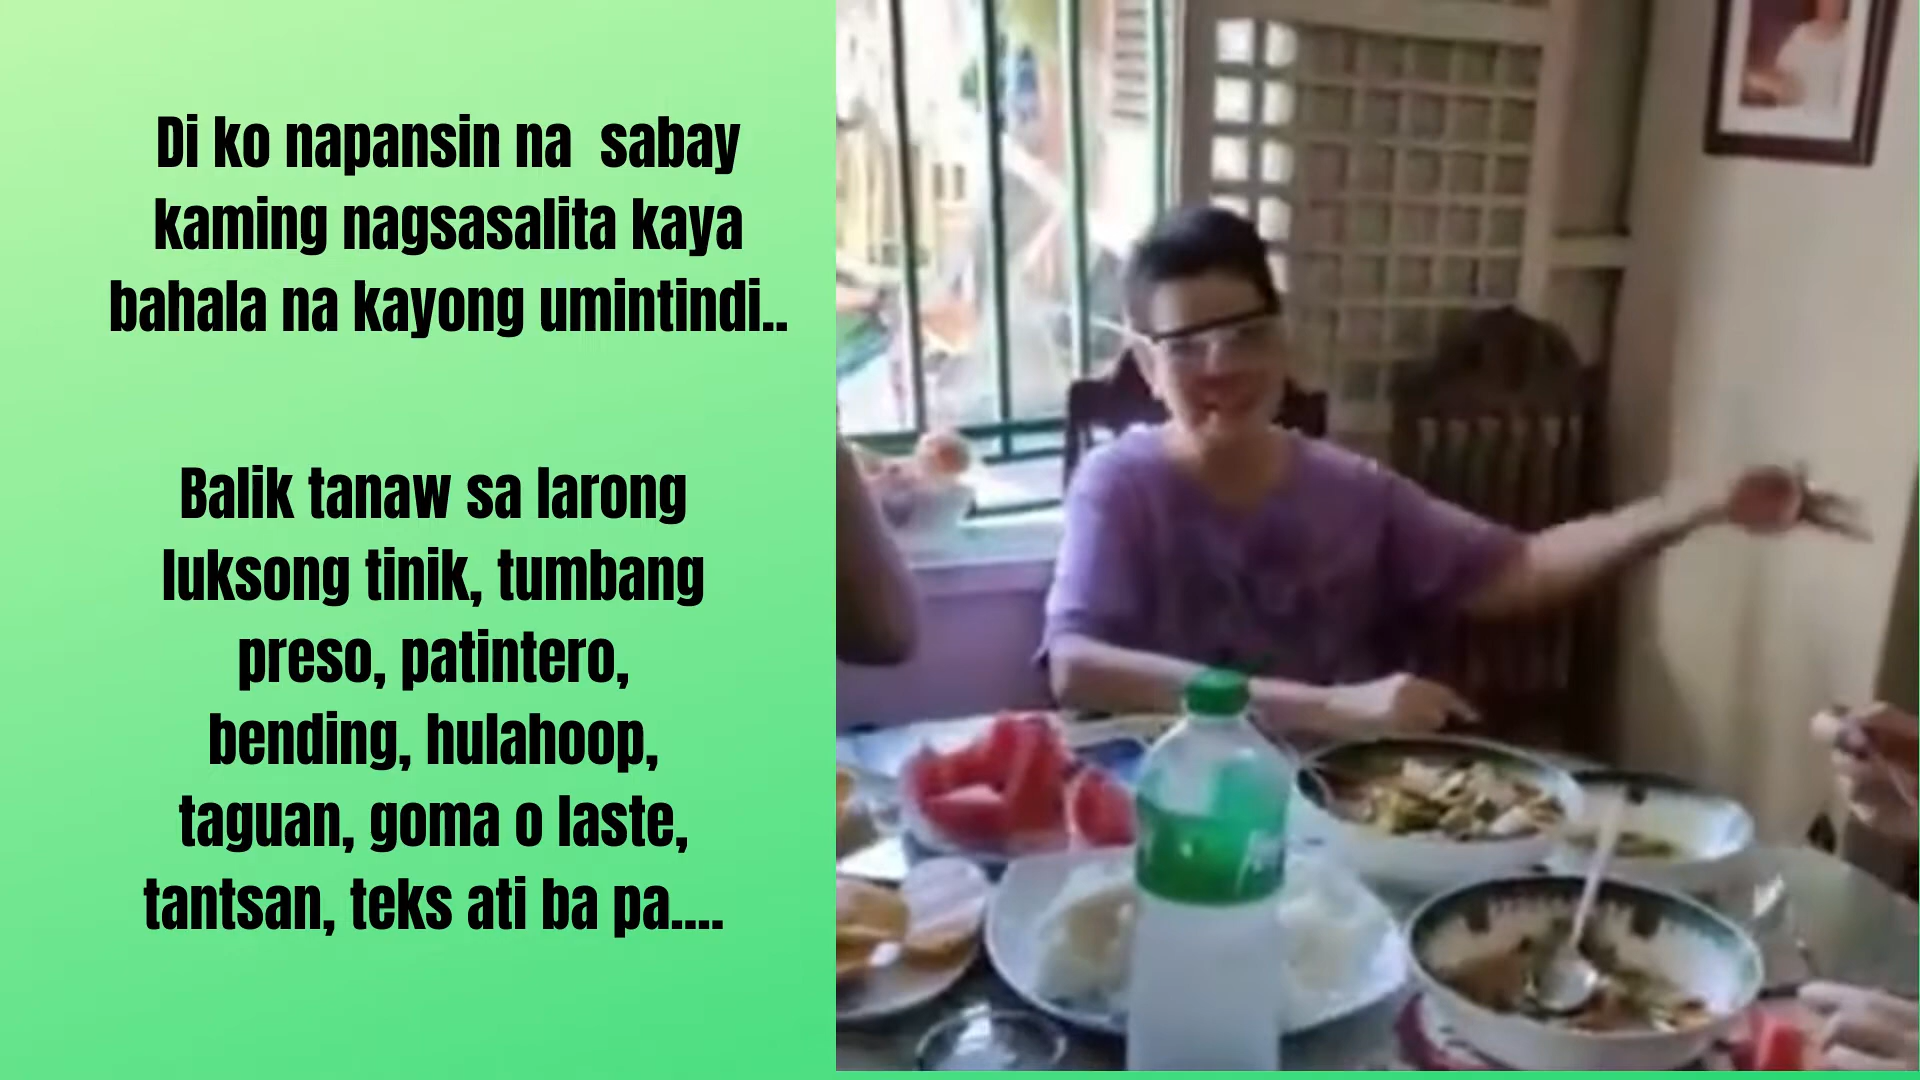 Di ko napansin na sabay
kaming nagsasalita kaya
bahala na kayong umintindi..
Balik tanaw sa larong
luksong tinik, tumbang
preso, patintero,
bending, hulahoop,
taguan, goma o laste,
tantsan, teks ati ba pa....